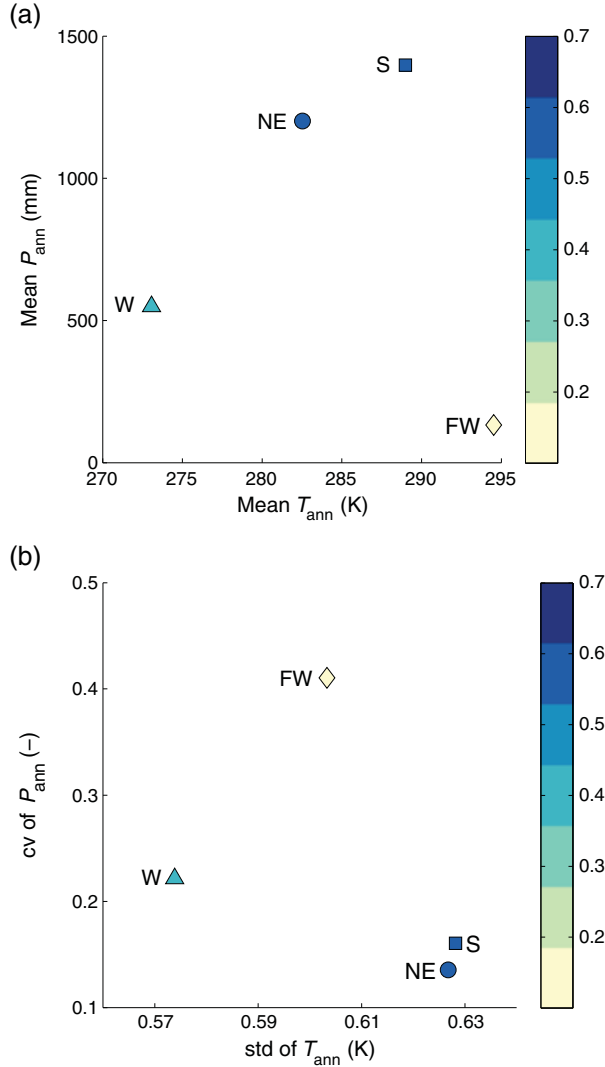 (a)
1500
1000
500
0
Mean P_ann (mm)
S
NE
W
FW
270 275 280 285 290 295
Mean T_ann (K)
0.7
0.6
0.5
0.4
0.3
0.2
(b)
0.5
0.4
0.3
0.2
0.1
cv of P_ann (–)
FW
W
S
NE
0.57 0.59 0.61 0.63
std of T_ann (K)
0.7
0.6
0.5
0.4
0.3
0.2